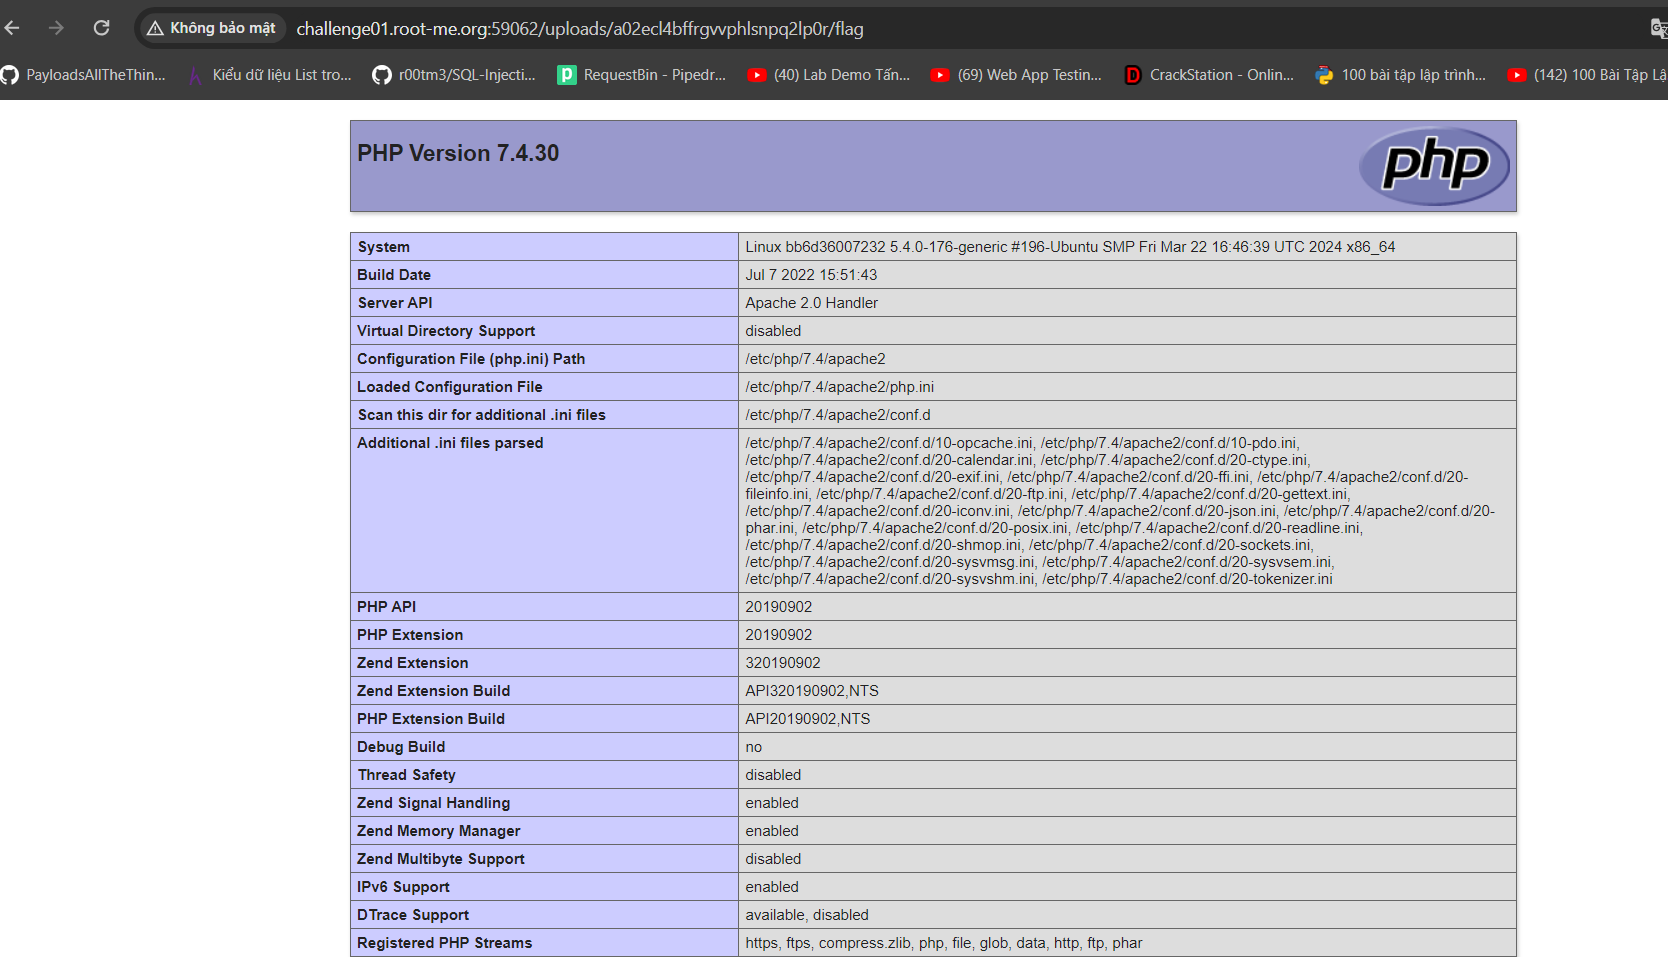 Không bảo mật challenge01.root-me.org:59062/uploads/a02ecl4bffrgvvphlsnpq2lp0r/flag
PayloadsAllTheThin... Kiểu dữ liệu List tro... r00tm3/SQL-Injecti... RequestBin - Pipedr... (40) Lab Demo Tấn... (69) Web App Testin... CrackStation - Onlin... 100 bài tập lập trình... (142) 100 Bài Tập Lậ
PHP Version 7.4.30
php
System Linux bb6d36007232 5.4.0-176-generic #196-Ubuntu SMP Fri Mar 22 16:46:39 UTC 2024 x86_64
Build Date Jul 7 2022 15:51:43
Server API Apache 2.0 Handler
Virtual Directory Support disabled
Configuration File (php.ini) Path /etc/php/7.4/apache2
Loaded Configuration File /etc/php/7.4/apache2/php.ini
Scan this dir for additional .ini files /etc/php/7.4/apache2/conf.d
Additional .ini files parsed /etc/php/7.4/apache2/conf.d/10-opcache.ini, /etc/php/7.4/apache2/conf.d/10-pdo.ini,
/etc/php/7.4/apache2/conf.d/20-calendar.ini, /etc/php/7.4/apache2/conf.d/20-ctype.ini,
/etc/php/7.4/apache2/conf.d/20-exif.ini, /etc/php/7.4/apache2/conf.d/20-ffi.ini, /etc/php/7.4/apache2/conf.d/20-
fileinfo.ini, /etc/php/7.4/apache2/conf.d/20-ftp.ini, /etc/php/7.4/apache2/conf.d/20-gettext.ini,
/etc/php/7.4/apache2/conf.d/20-iconv.ini, /etc/php/7.4/apache2/conf.d/20-json.ini, /etc/php/7.4/apache2/conf.d/20-
phar.ini, /etc/php/7.4/apache2/conf.d/20-posix.ini, /etc/php/7.4/apache2/conf.d/20-readline.ini,
/etc/php/7.4/apache2/conf.d/20-shmop.ini, /etc/php/7.4/apache2/conf.d/20-sockets.ini,
/etc/php/7.4/apache2/conf.d/20-sysvmsg.ini, /etc/php/7.4/apache2/conf.d/20-sysvsem.ini,
/etc/php/7.4/apache2/conf.d/20-sysvshm.ini, /etc/php/7.4/apache2/conf.d/20-tokenizer.ini
PHP API 20190902
PHP Extension 20190902
Zend Extension 320190902
Zend Extension Build API320190902,NTS
PHP Extension Build API20190902,NTS
Debug Build no
Thread Safety disabled
Zend Signal Handling enabled
Zend Memory Manager enabled
Zend Multibyte Support disabled
IPv6 Support enabled
DTrace Support available, disabled
Registered PHP Streams https, ftps, compress.zlib, php, file, glob, data, http, ftp, phar